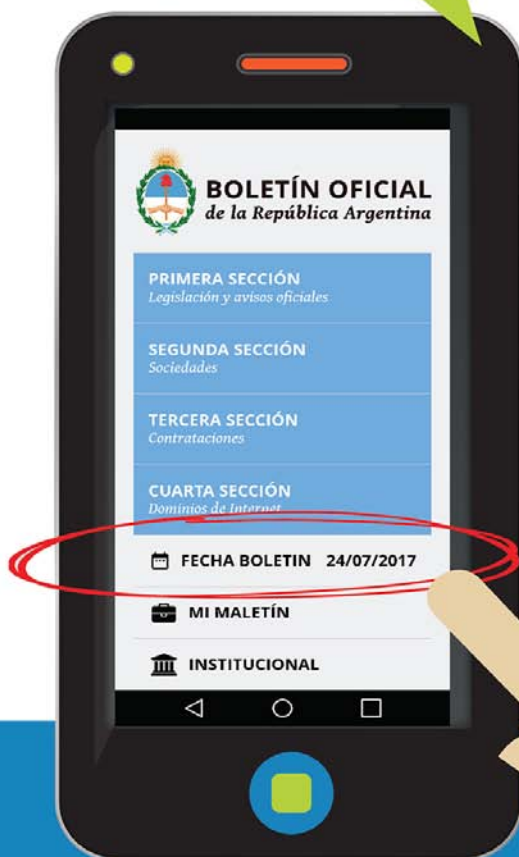 BOLETÍN OFICIAL
de la República Argentina
PRIMERA SECCIÓN
Legislación y avisos oficiales
SEGUNDA SECCIÓN
Sociedades
TERCERA SECCIÓN
Contrataciones
CUARTA SECCIÓN
Dominios de Internet
FECHA BOLETIN 24/07/2017
MI MALETÍN
INSTITUCIONAL